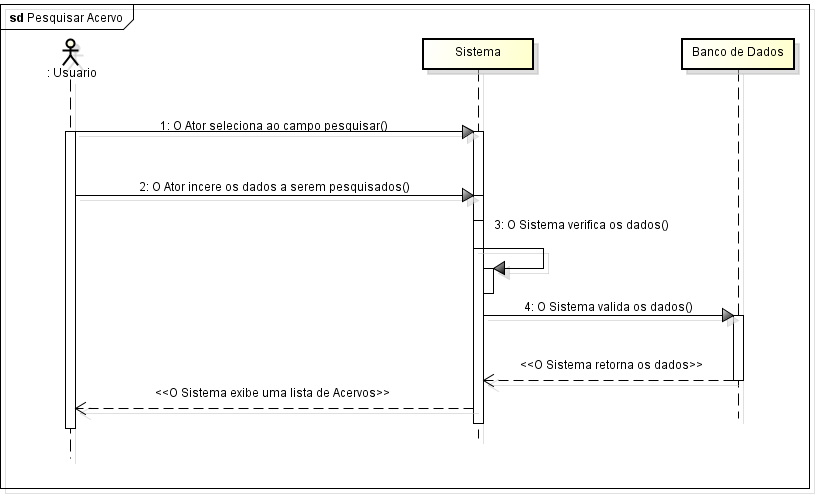 sd Pesquisar Acervo
Sistema
Banco de Dados
: Usuario
1: O Ator seleciona ao campo pesquisar()
2: O Ator incere os dados a serem pesquisados()
3: O Sistema verifica os dados()
4: O Sistema valida os dados()
<<O Sistema retorna os dados>>
<<O Sistema exibe uma lista de Acervos>>